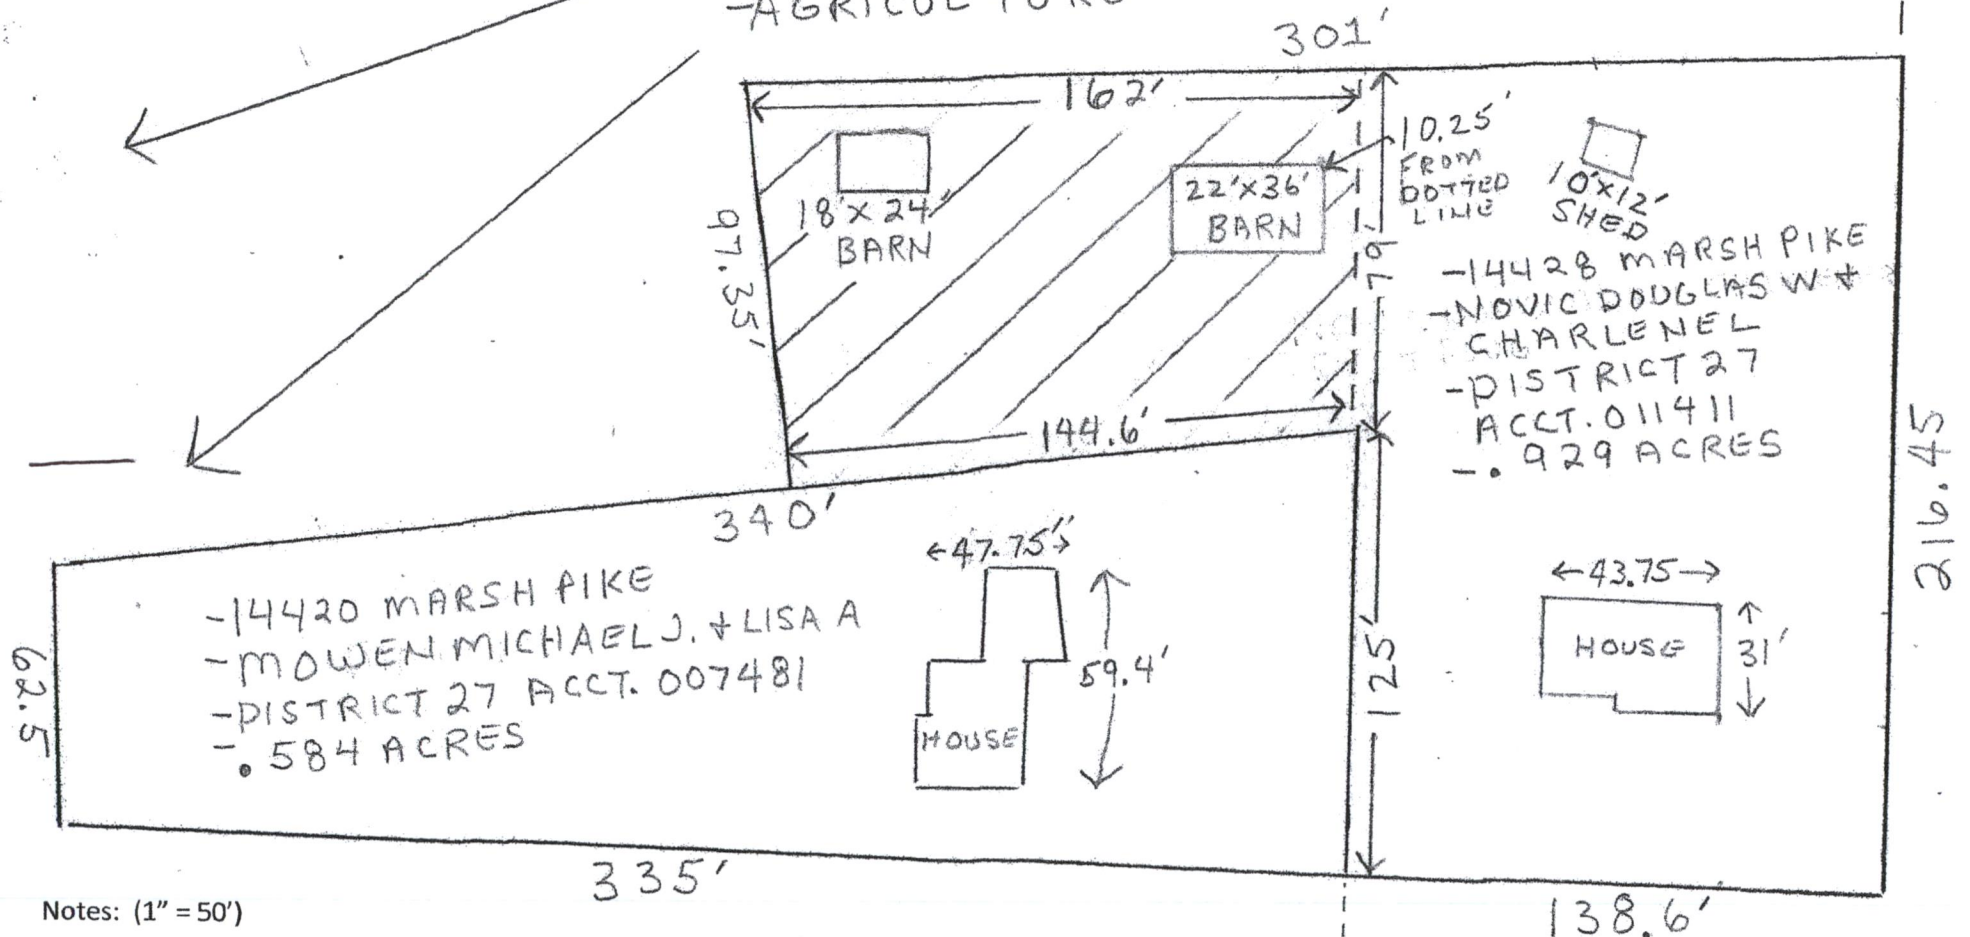 -AGRICULTURE
301'
162'
10.25'
FROM
DOTTED
LINE
10'x12'
SHED
18'x 24'
BARN
22'x36'
BARN
97.35'
79'
-14428 MARSH PIKE
-NOVIC DOUGLAS W &
CHARLENEL
-DISTRICT 27
ACCT. 011411
-.929 ACRES
144.6'
216.45
340'
47.75''
43.75
HOUSE
31'
-14420 MARSH PIKE
-MOWEN MICHAEL J. & LISA A
-DISTRICT 27 ACCT. 007481
-.584 ACRES
59.4'
125'
62.5
HOUSE
335'
138.6'
Notes: (1" = 50')